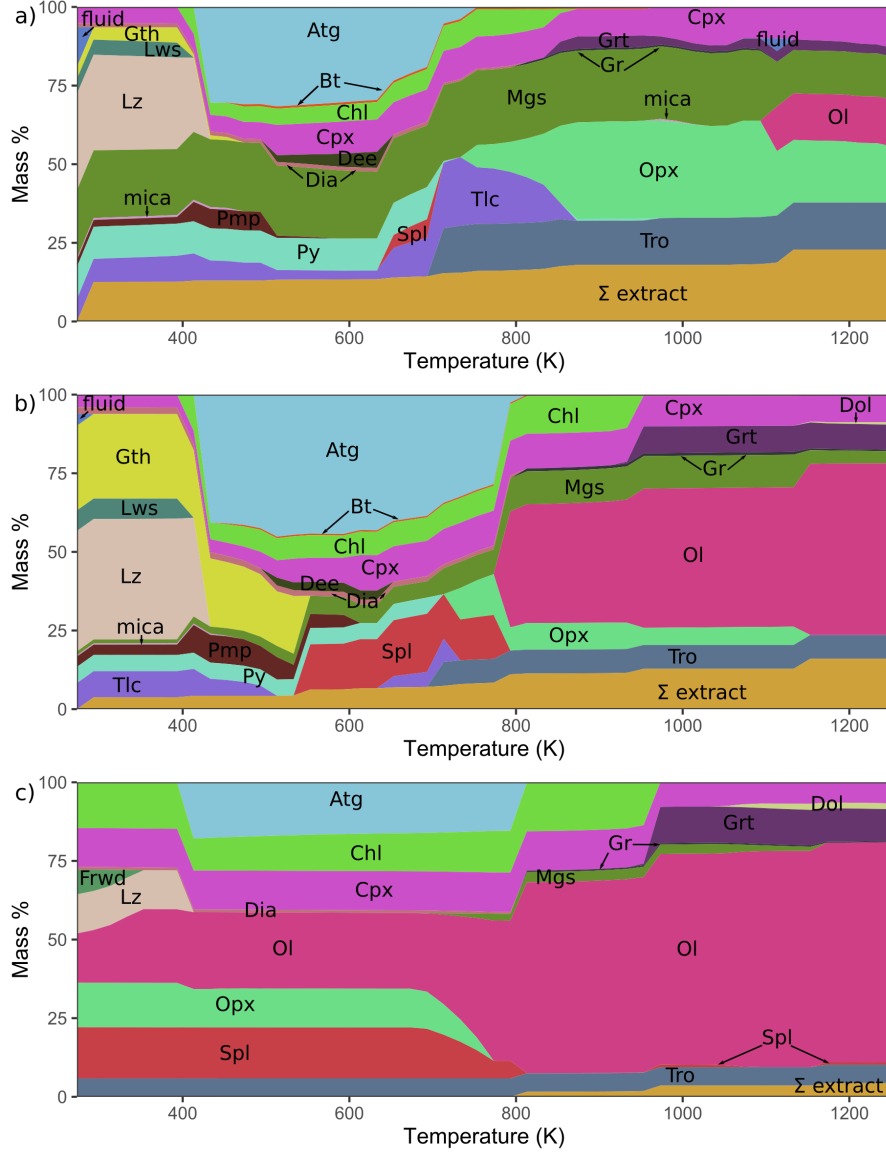 a)
100
75
50
25
0
Mass %
fluid
Gth
Lws
Lz
mica
Pmp
Py
Atg
Bt
Chl
Cpx
Dee
Dia
Spl
Tlc
Mgs
Cpx
Grt
Gr
fluid
mica
Ol
Opx
Tro
Σ extract
400
600
800
1000
1200
Temperature (K)
b)
100
75
50
25
0
Mass %
fluid
Gth
Lws
Lz
mica
Pmp
Py
Tlc
Atg
Bt
Chl
Cpx
Dee
Dia
Spl
Chl
Cpx
Dol
Grt
Gr
Mgs
Ol
Opx
Tro
Σ extract
400
600
800
1000
1200
Temperature (K)
c)
100
75
50
25
0
Mass %
Frwd
Lz
Atg
Chl
Cpx
Dia
Ol
Opx
Spl
Gr
Mgs
Dol
Grt
Ol
Spl
Tro
Σ extract
400
600
800
1000
1200
Temperature (K)